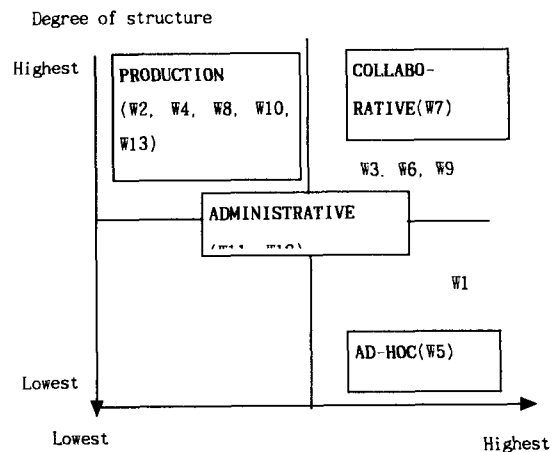 Degree of structure
Highest
PRODUCTION
(W2, W4, W8, W10,
W13)
COLLABO-
RATIVE(W7)
W3. W6, W9
ADMINISTRATIVE
W1
AD-HOC(W5)
Lowest
Lowest
Highest